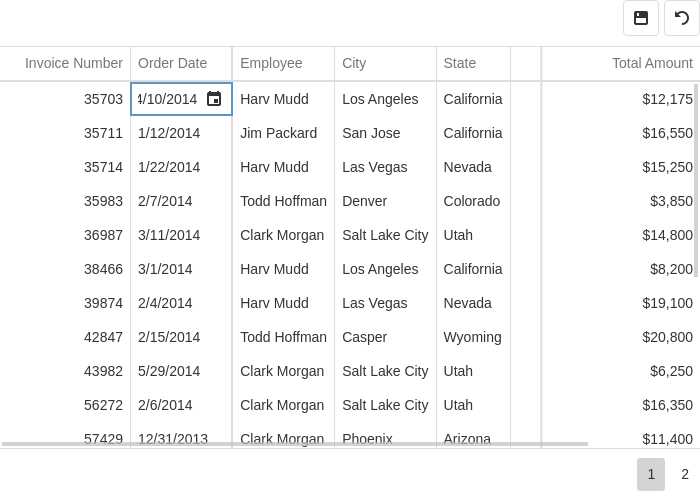 Invoice Number Order Date Employee City State Total Amount
35703 4/10/2014 Harv Mudd Los Angeles California $12,175
35711 1/12/2014 Jim Packard San Jose California $16,550
35714 1/22/2014 Harv Mudd Las Vegas Nevada $15,250
35983 2/7/2014 Todd Hoffman Denver Colorado $3,850
36987 3/11/2014 Clark Morgan Salt Lake City Utah $14,800
38466 3/1/2014 Harv Mudd Los Angeles California $8,200
39874 2/4/2014 Harv Mudd Las Vegas Nevada $19,100
42847 2/15/2014 Todd Hoffman Casper Wyoming $20,800
43982 5/29/2014 Clark Morgan Salt Lake City Utah $6,250
56272 2/6/2014 Clark Morgan Salt Lake City Utah $16,350
57429 12/31/2013 Clark Morgan Phoenix Arizona $11,400
1 2